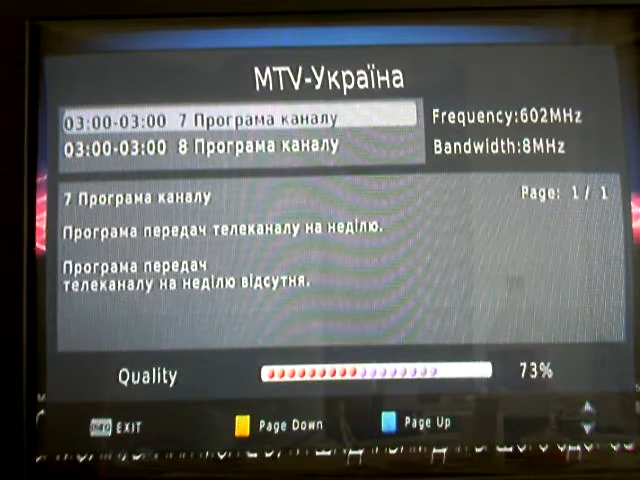 MTV-Україна
03:00-03:00 7 Програма каналу
03:00-03:00 8 Програма каналу
Frequency:602MHz
Bandwidth:8MHz
7 Програма каналу
Page: 1 / 1
Програма передач телеканалу на неділю.
Програма передач
телеканалу на неділю відсутня.
Quality
73%
INFO EXIT
Page Down
Page Up